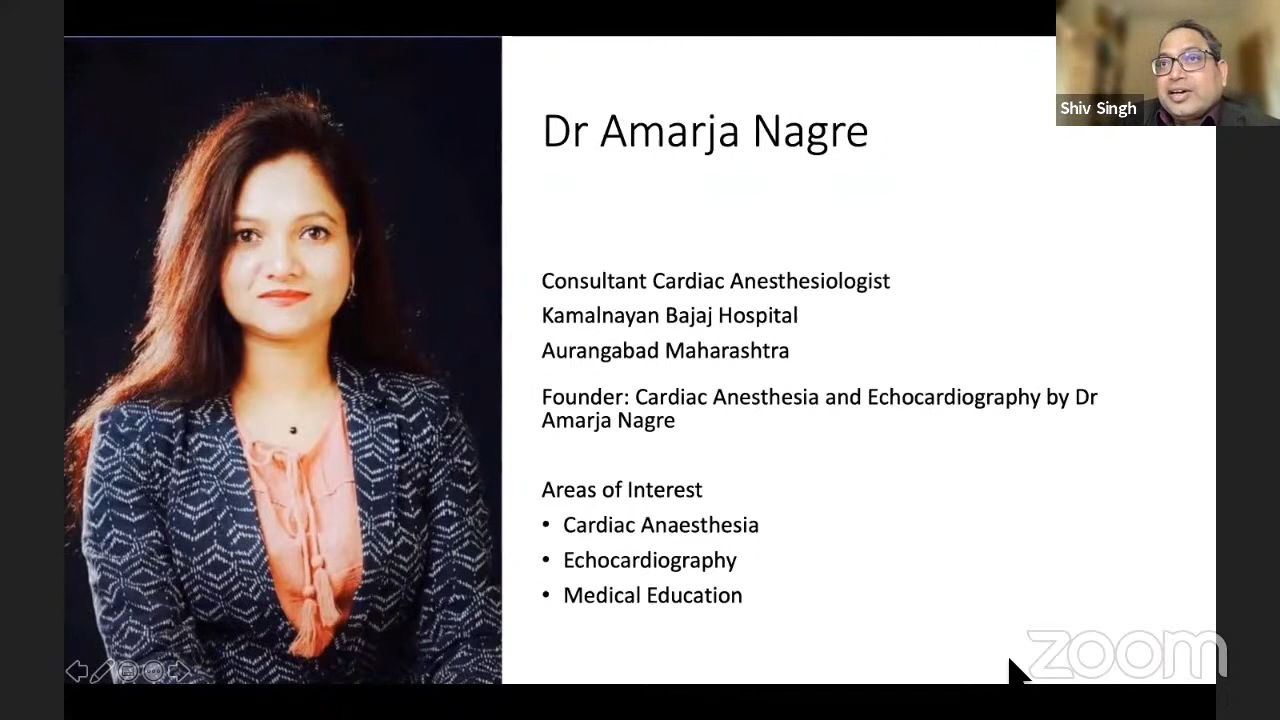 Shiv Singh
Dr Amarja Nagre
Consultant Cardiac Anesthesiologist
Kamalnayan Bajaj Hospital
Aurangabad Maharashtra
Founder: Cardiac Anesthesia and Echocardiography by Dr
Amarja Nagre
Areas of Interest
• Cardiac Anaesthesia
• Echocardiography
• Medical Education
zoom